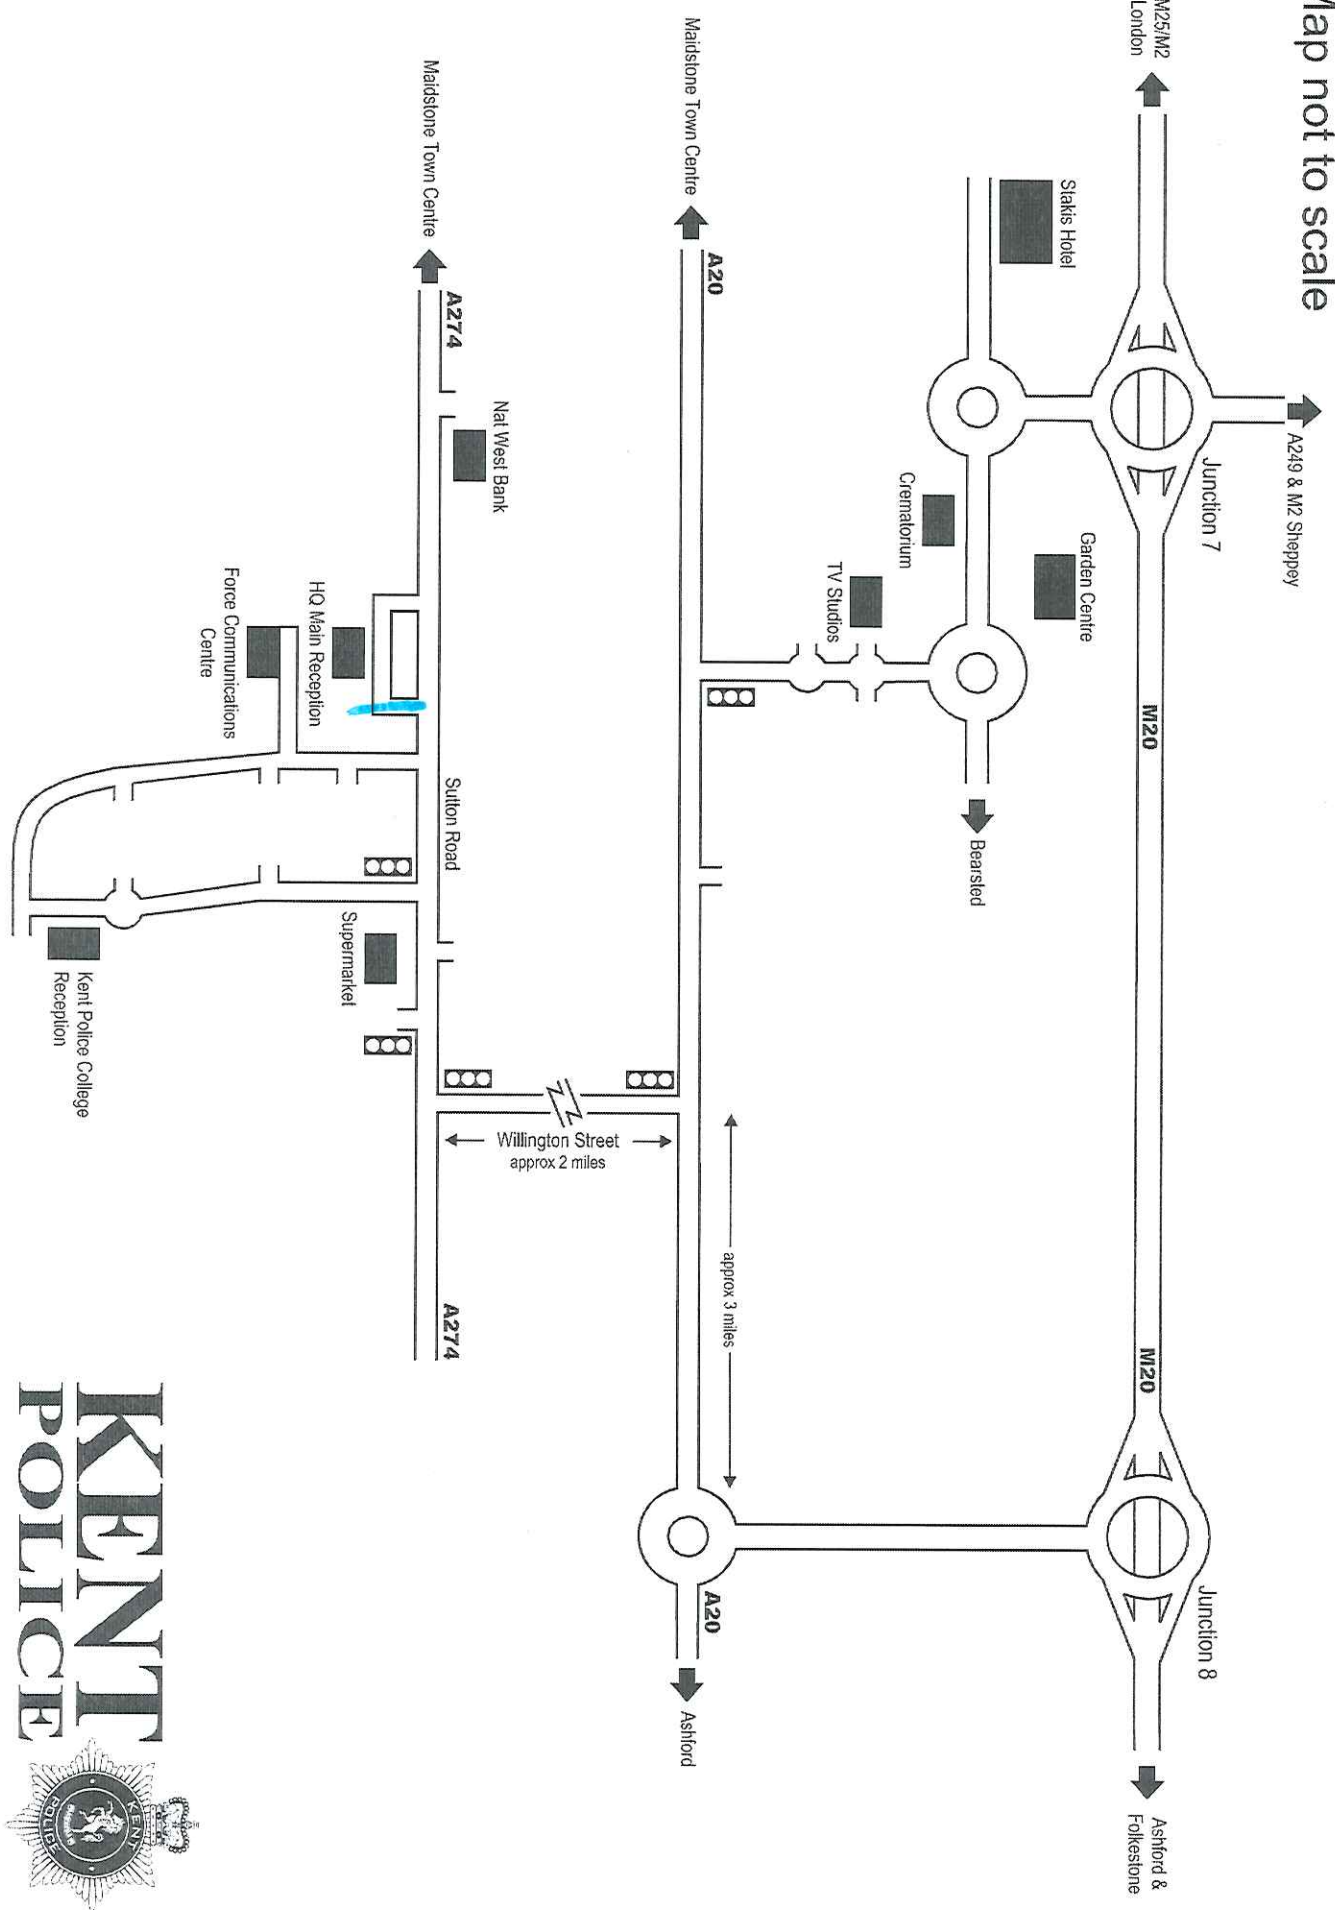 Map not to scale
A249 & M2 Sheppey
Junction 7
Junction 8
M25/M2
London
M20
M20
Ashford &
Folkestone
Stakis Hotel
Garden Centre
Bearsted
Crematorium
TV Studios
Maidstone Town Centre
A20
approx 3 miles
A20
Ashford
Willington Street
approx 2 miles
Maidstone Town Centre
A274
Nat West Bank
Sutton Road
A274
HQ Main Reception
Supermarket
Force Communications
Centre
Kent Police College
Reception
KENT
POLICE
KENT
POLICE